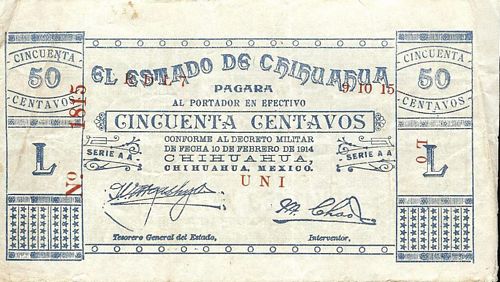 CINCUENTA
50
CENTAVOS
CINCUENTA
50
CENTAVOS
EL ESTADO DE CHIHUAHUA
PAGARA
9 10 15
AL PORTADOR EN EFECTIVO
CINCUENTA CENTAVOS
CONFORME AL DECRETO MILITAR
DE FECHA 10 DE FEBRERO DE 1914
SERIE A A.
SERIE A A.
CHIHUAHUA,
CHIHUAHUA, MEXICO.
UNI
L
L
No. 1815
Lo
Tesorero General del Estado,
Interventor.